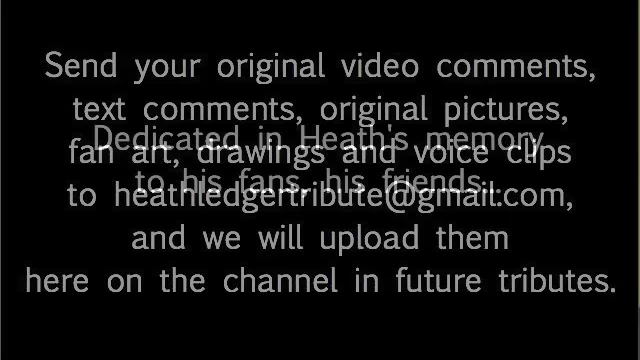 Send your original video comments,
text comments, original pictures,
Dedicated in Heath's memory
fan art, drawings and voice clips
to his fans, his friends...
to heathledgertribute@gmail.com,
and we will upload them
here on the channel in future tributes.